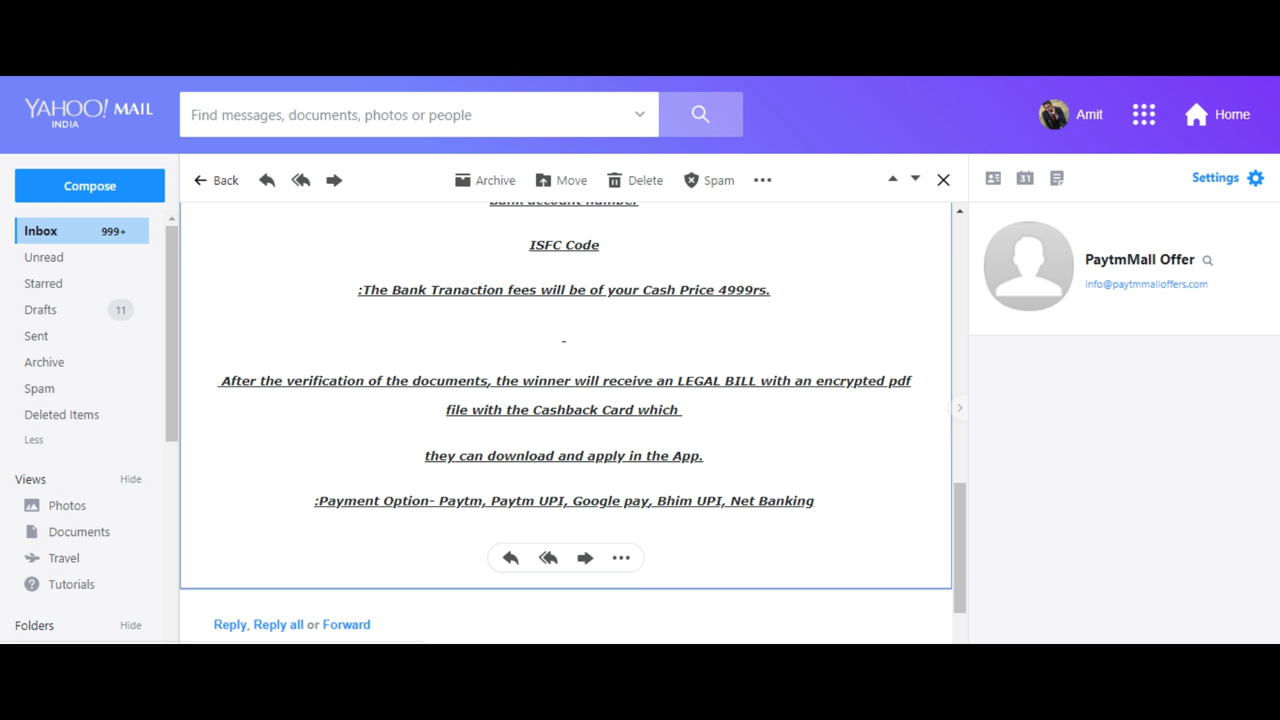 YAHOO! MAIL
INDIA
Find messages, documents, photos or people
Amit
Home
Compose
Back
Archive
Move
Delete
Spam
Settings
Inbox 999+
Unread
Starred
Drafts 11
Sent
Archive
Spam
Deleted Items
Less
Views Hide
Photos
Documents
Travel
Tutorials
Folders Hide
Bank account number
ISFC Code
:The Bank Tranaction fees will be of your Cash Price 4999rs.
After the verification of the documents, the winner will receive an LEGAL BILL with an encrypted pdf
file with the Cashback Card which
they can download and apply in the App.
:Payment Option- Paytm, Paytm UPI, Google pay, Bhim UPI, Net Banking
Reply, Reply all or Forward
31
PaytmMall Offer
info@paytmmalloffers.com